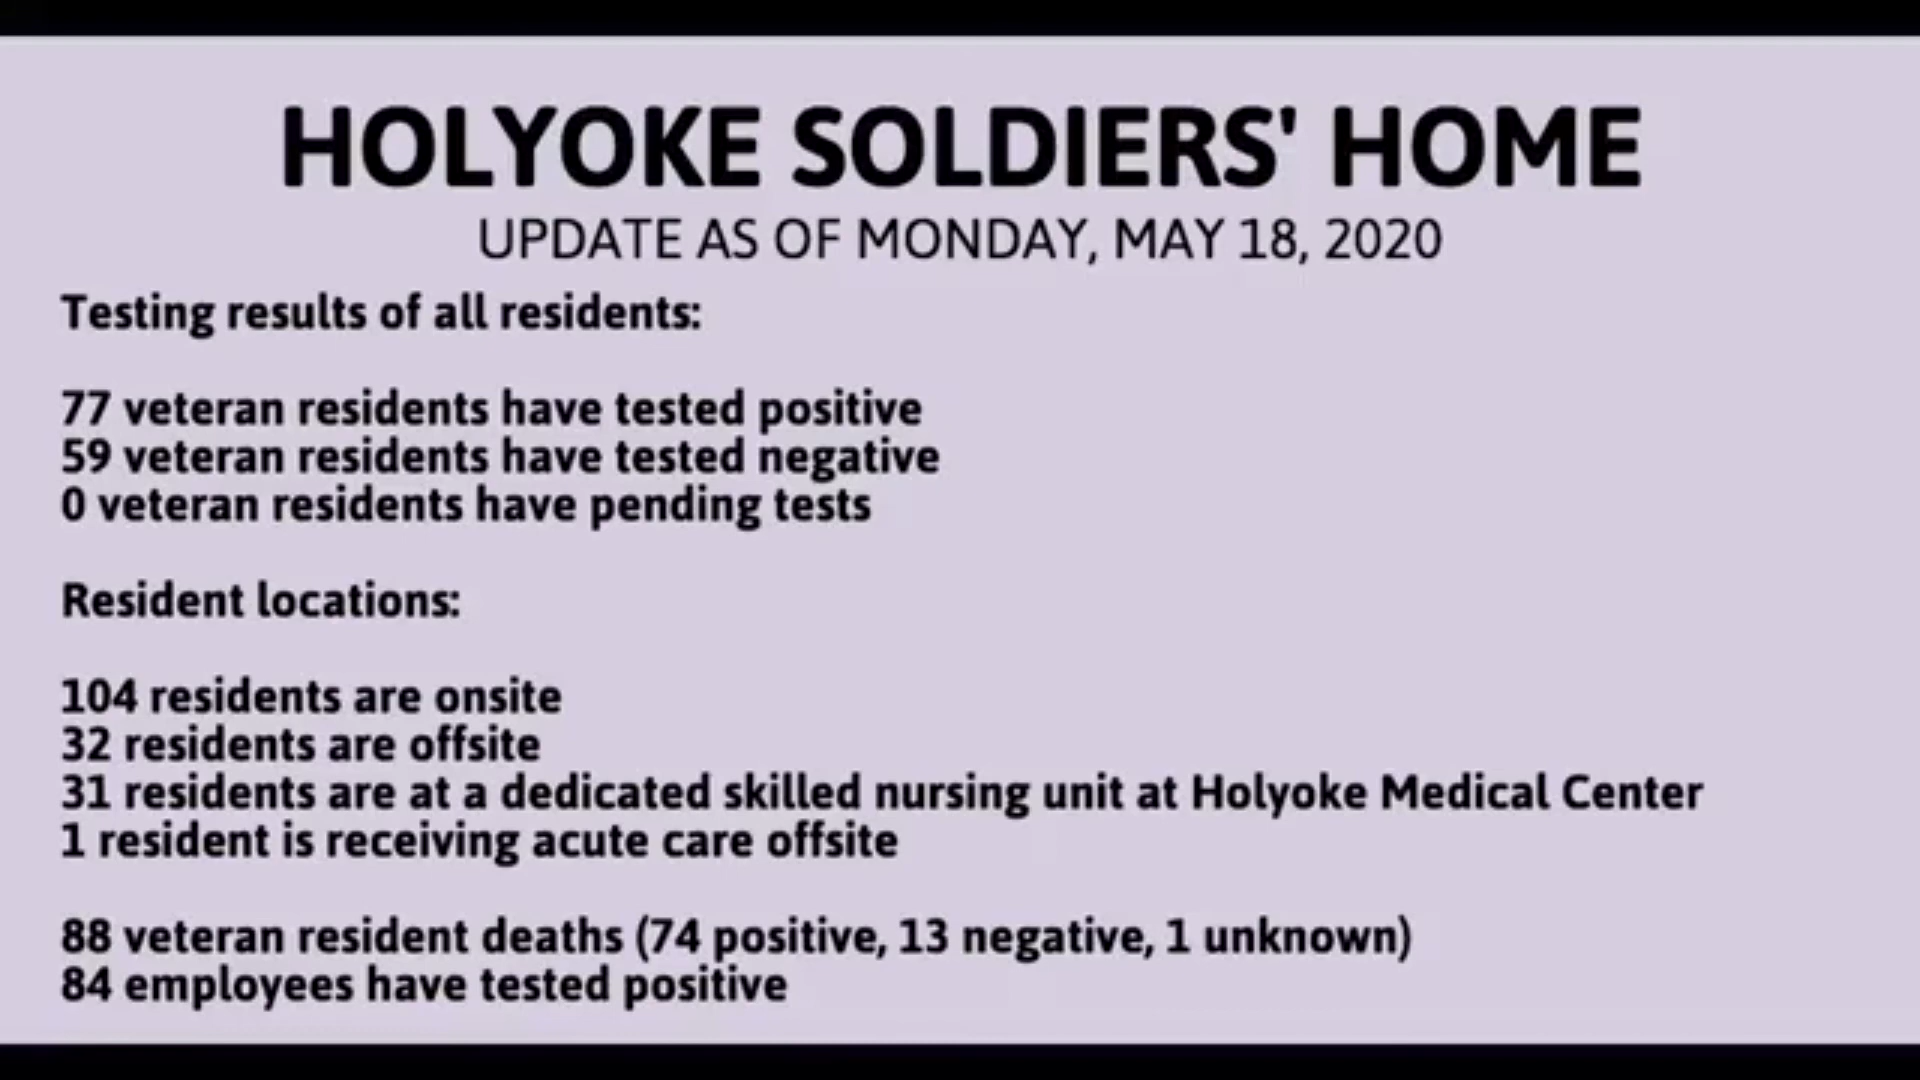 HOLYOKE SOLDIERS' HOME
UPDATE AS OF MONDAY, MAY 18, 2020
Testing results of all residents:
77 veteran residents have tested positive
59 veteran residents have tested negative
0 veteran residents have pending tests
Resident locations:
104 residents are onsite
32 residents are offsite
31 residents are at a dedicated skilled nursing unit at Holyoke Medical Center
1 resident is receiving acute care offsite
88 veteran resident deaths (74 positive, 13 negative, 1 unknown)
84 employees have tested positive